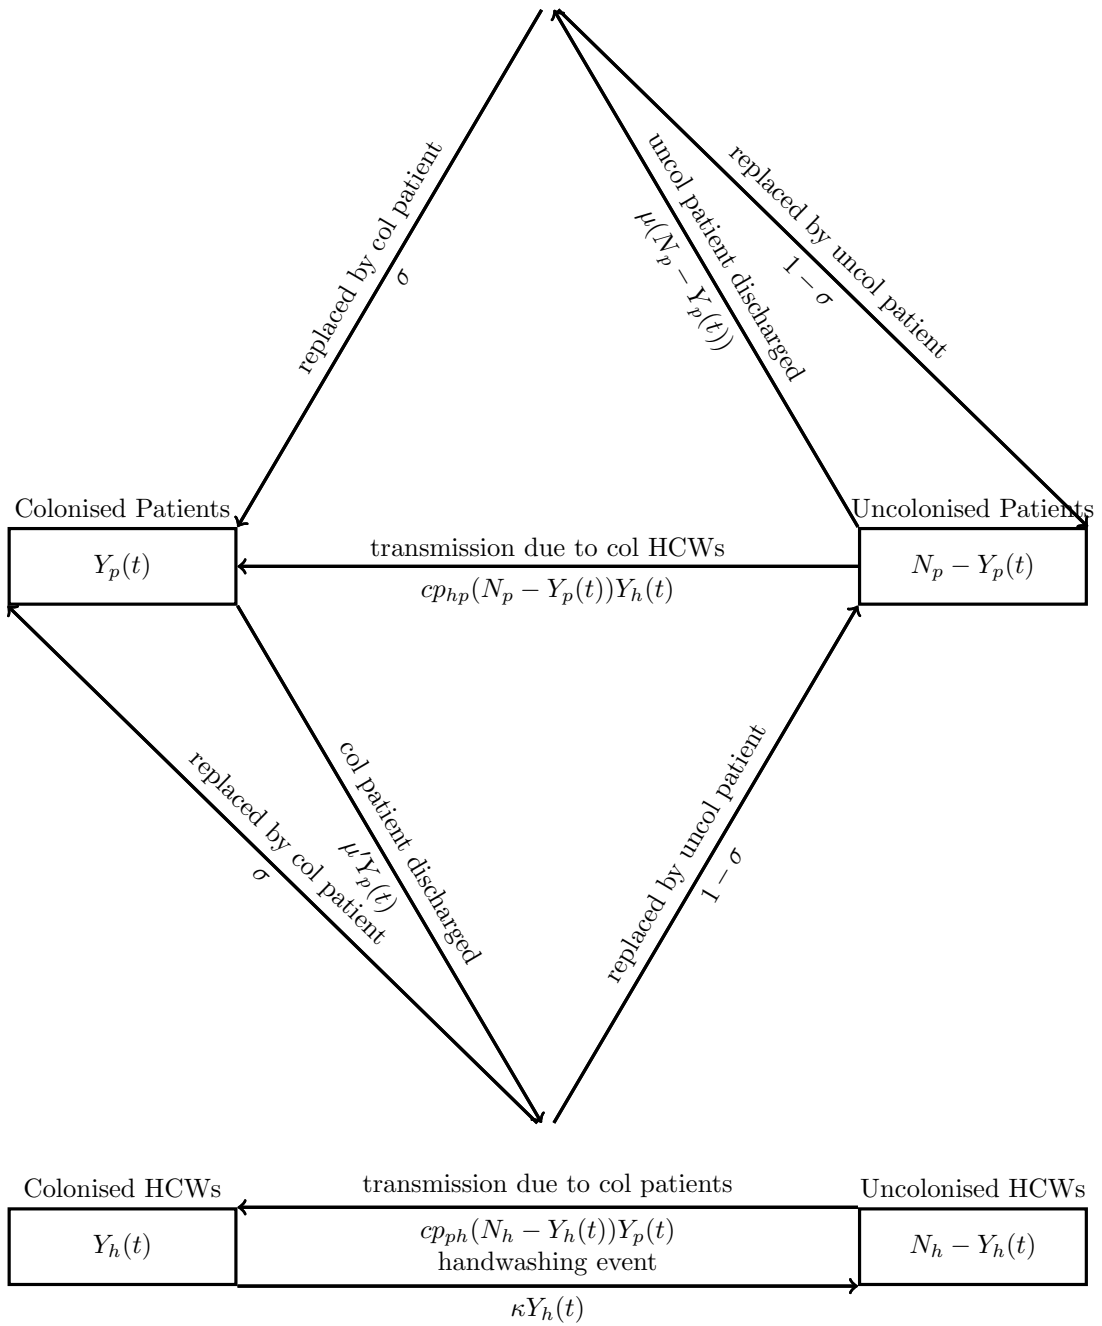 replaced by col patient
σ
uncol patient discharged
μ(N_p − Y_p(t))
replaced by uncol patient
1 − σ
Colonised Patients
Y_p(t)
transmission due to col HCWs
cp_{hp}(N_p − Y_p(t))Y_h(t)
Uncolonised Patients
N_p − Y_p(t)
replaced by col patient
σ
col patient discharged
μ′Y_p(t)
replaced by uncol patient
1 − σ
Colonised HCWs
Y_h(t)
transmission due to col patients
cp_{ph}(N_h − Y_h(t))Y_p(t)
handwashing event
κY_h(t)
Uncolonised HCWs
N_h − Y_h(t)